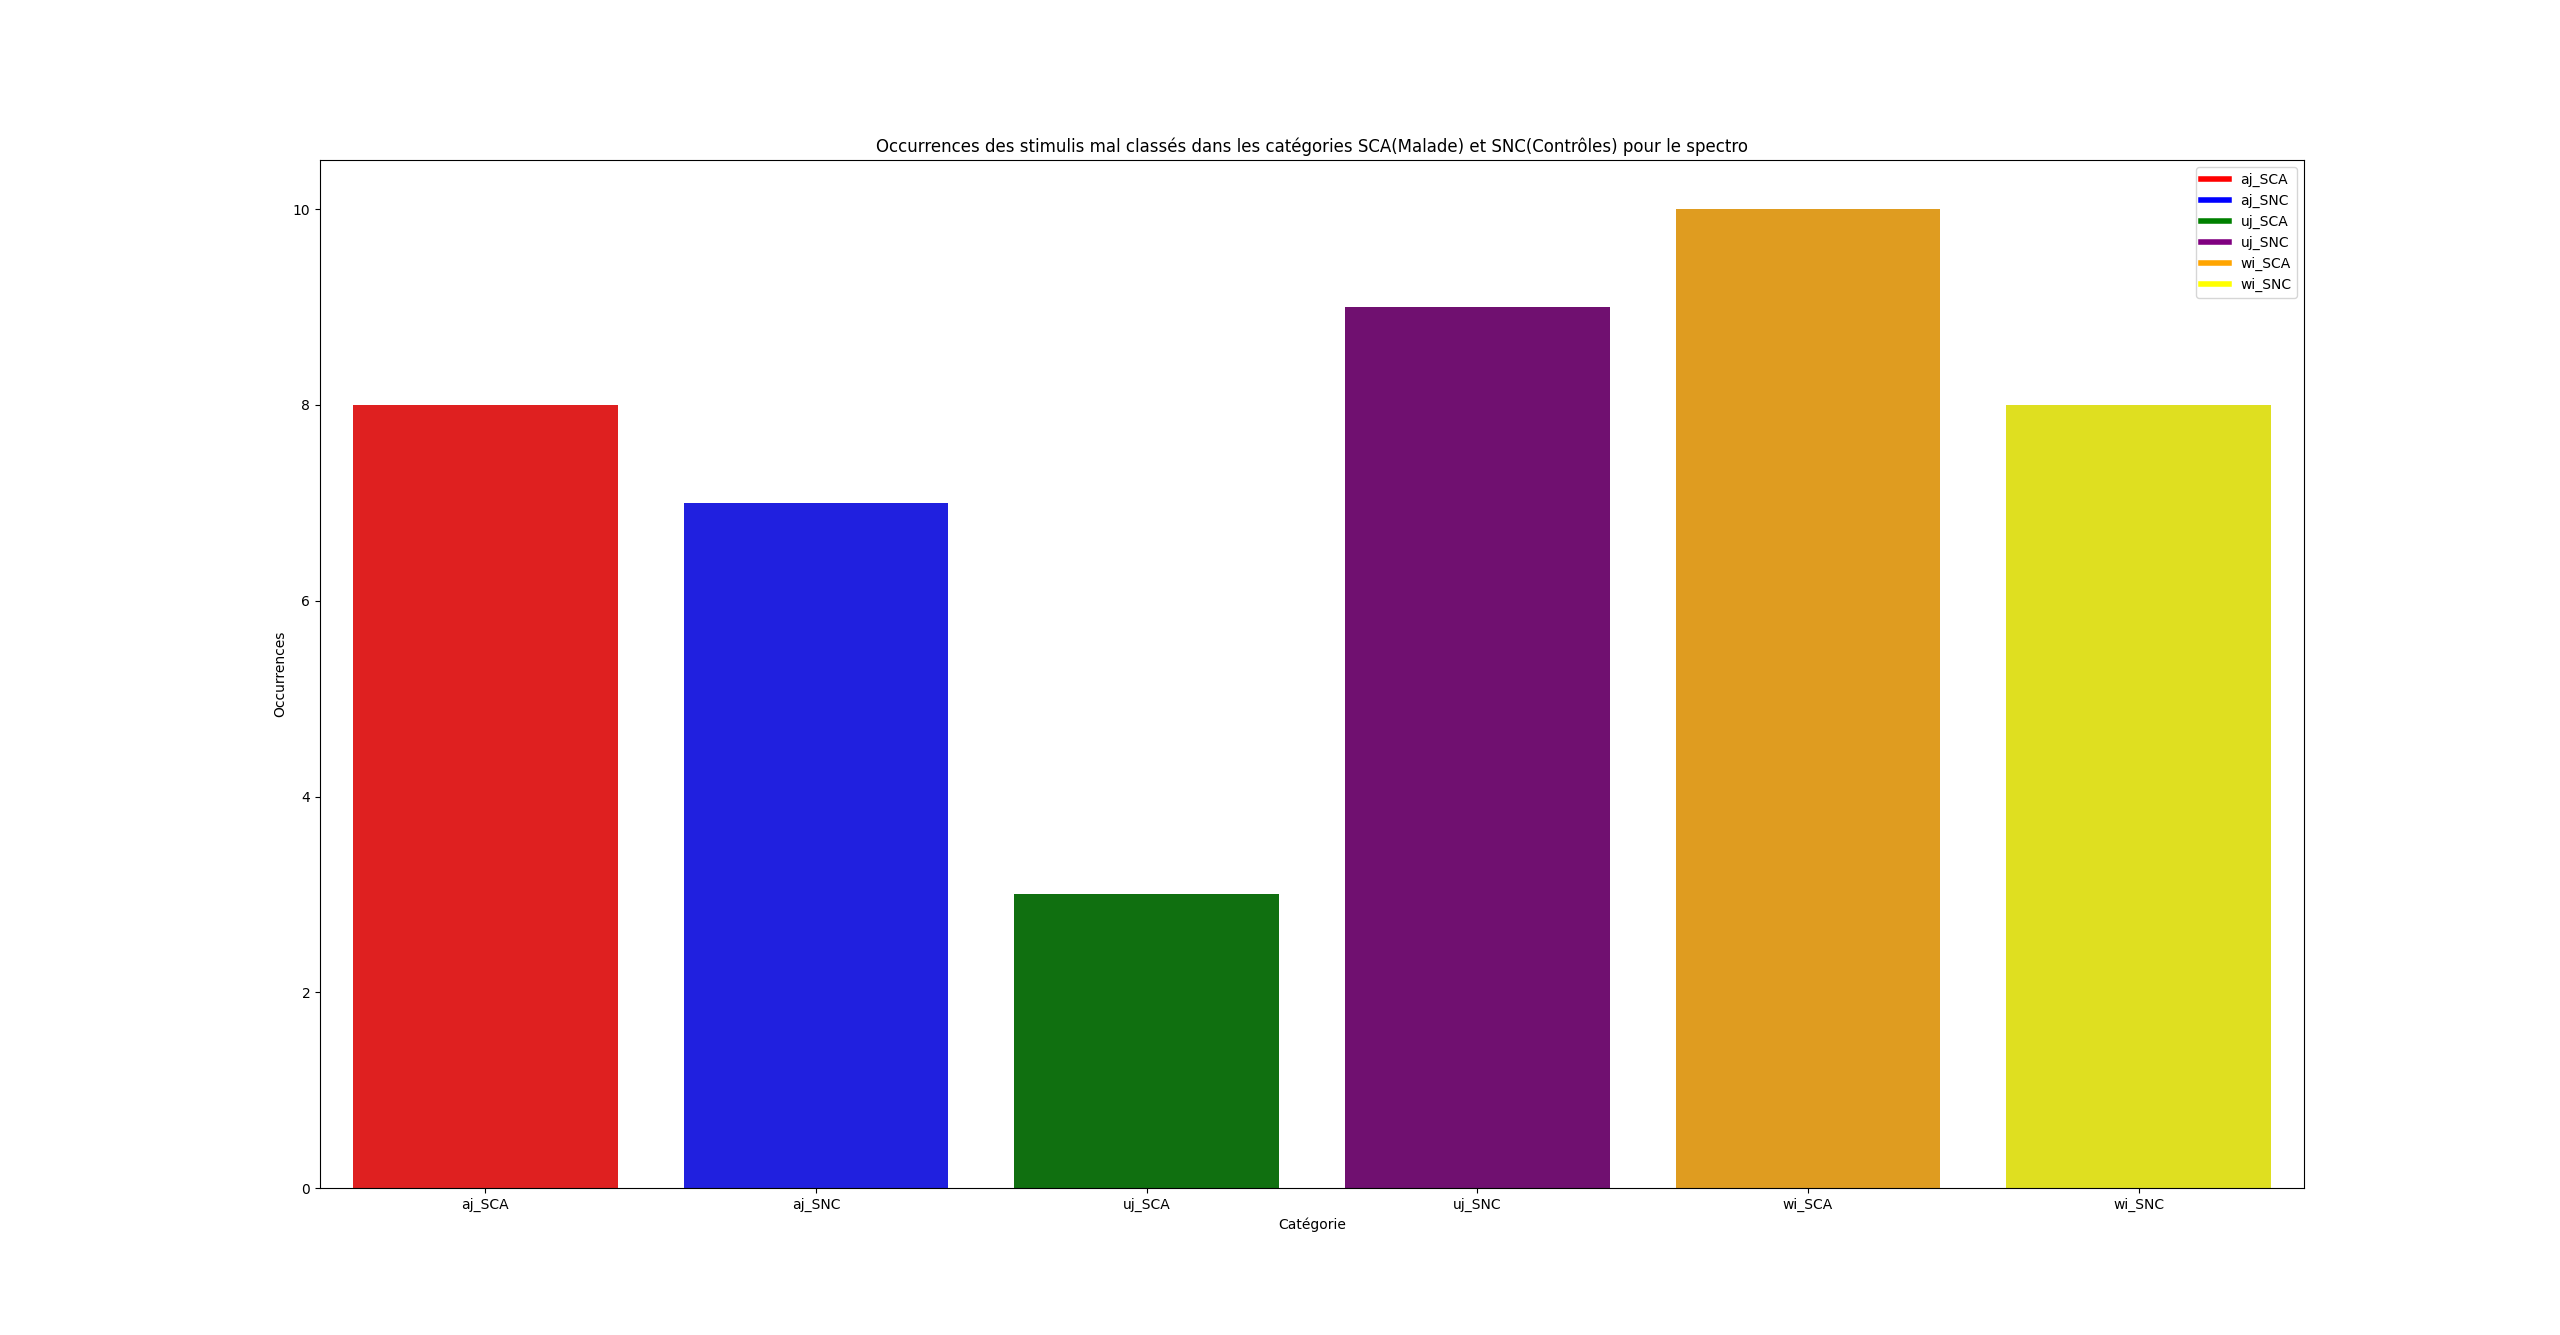 Occurrences des stimulis mal classés dans les catégories SCA(Malade) et SNC(Contrôles) pour le spectro
aj_SCA
aj_SNC
uj_SCA
uj_SNC
wi_SCA
wi_SNC
10
8
6
4
2
0
Occurrences
aj_SCA aj_SNC uj_SCA uj_SNC wi_SCA wi_SNC
Catégorie